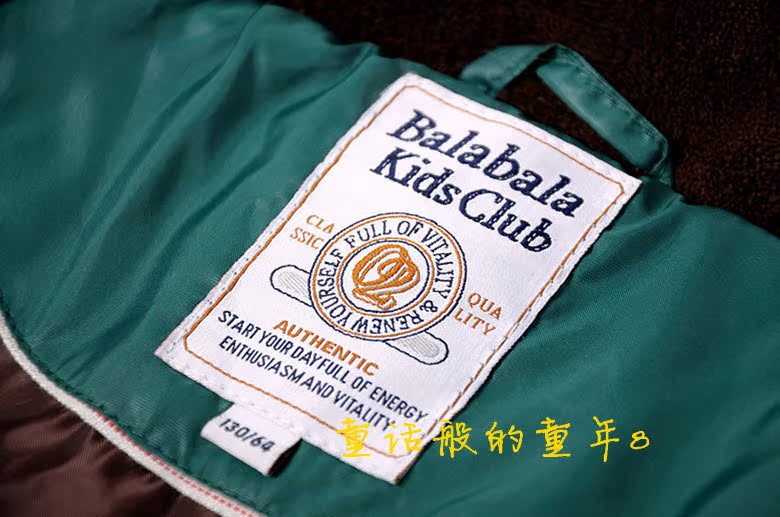 Balabala
Kids Club
CLA
SSIC
FULL OF VITALITY & RENEW YOURSELF
QUA
LITY
AUTHENTIC
START YOUR DAY FULL OF ENERGY
ENTHUSIASM AND VITALITY
130/64
童话般的童年8